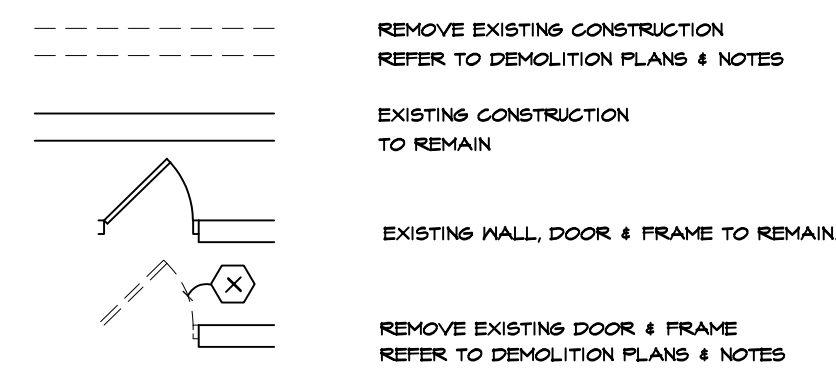 REMOVE EXISTING CONSTRUCTION
REFER TO DEMOLITION PLANS & NOTES
EXISTING CONSTRUCTION
TO REMAIN
EXISTING WALL, DOOR & FRAME TO REMAIN.
X
REMOVE EXISTING DOOR & FRAME
REFER TO DEMOLITION PLANS & NOTES